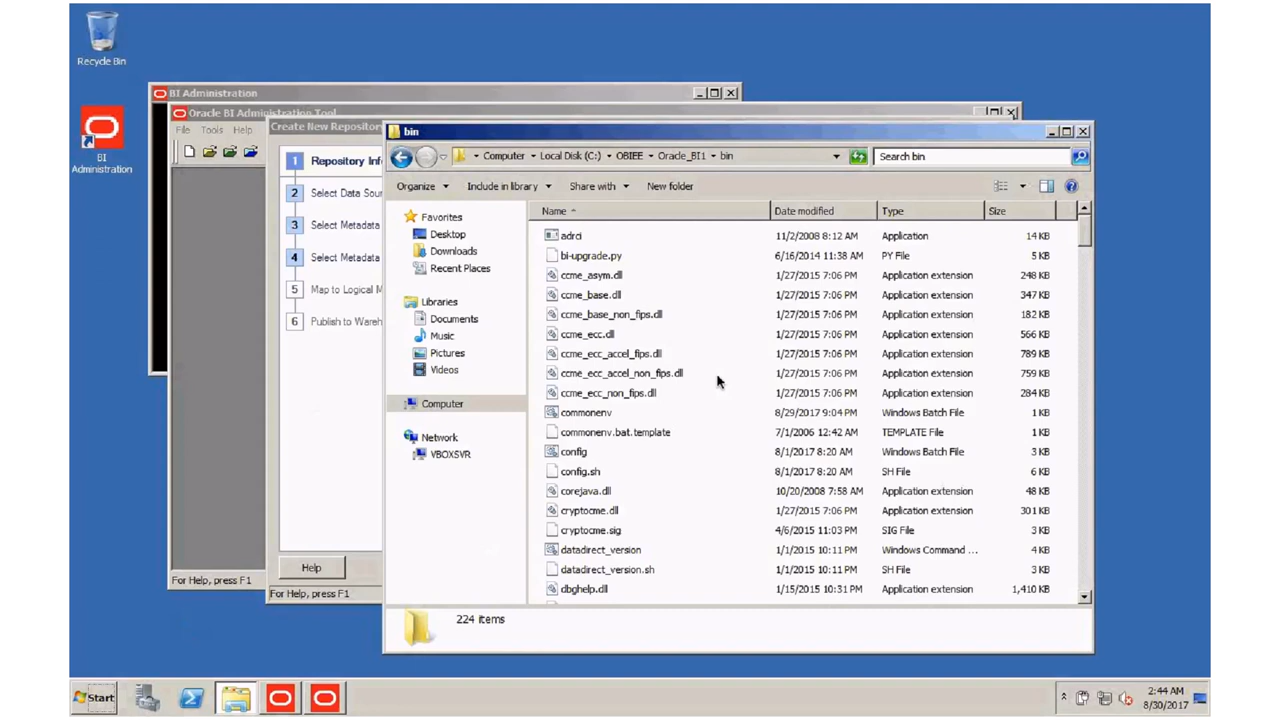 Recycle Bin
BI
Administration
BI Administration
Oracle BI Administration Tool
File Tools Help
Create New Repository
1 Repository Inf
2 Select Data Sour
3 Select Metadata
4 Select Metadata
5 Map to Logical M
6 Publish to Wareh
Help
For Help, press F1
For Help, press F1
bin
Computer Local Disk (C:) OBIEE Oracle_BI1 bin
Search bin
Organize Include in library Share with New folder
Favorites
Desktop
Downloads
Recent Places
Libraries
Documents
Music
Pictures
Videos
Computer
Network
VBOXSVR
Name Date modified Type Size
adrci 11/2/2008 8:12 AM Application 14 KB
bi-upgrade.py 6/16/2014 11:38 AM PY File 5 KB
ccme_asym.dll 1/27/2015 7:06 PM Application extension 248 KB
ccme_base.dll 1/27/2015 7:06 PM Application extension 347 KB
ccme_base_non_fips.dll 1/27/2015 7:06 PM Application extension 182 KB
ccme_ecc.dll 1/27/2015 7:06 PM Application extension 566 KB
ccme_ecc_accel_fips.dll 1/27/2015 7:06 PM Application extension 789 KB
ccme_ecc_accel_non_fips.dll 1/27/2015 7:06 PM Application extension 759 KB
ccme_ecc_non_fips.dll 1/27/2015 7:06 PM Application extension 284 KB
commonenv 8/29/2017 9:04 PM Windows Batch File 1 KB
commonenv.bat.template 7/1/2006 12:42 AM TEMPLATE File 1 KB
config 8/1/2017 8:20 AM Windows Batch File 3 KB
config.sh 8/1/2017 8:20 AM SH File 6 KB
corejava.dll 10/20/2008 7:58 AM Application extension 48 KB
cryptocme.dll 1/27/2015 7:06 PM Application extension 301 KB
cryptocme.sig 4/6/2015 11:03 PM SIG File 3 KB
datadirect_version 1/1/2015 10:11 PM Windows Command ... 4 KB
datadirect_version.sh 1/1/2015 10:11 PM SH File 3 KB
dbghelp.dll 1/15/2015 10:31 PM Application extension 1,410 KB
224 items
Start
2:44 AM
8/30/2017